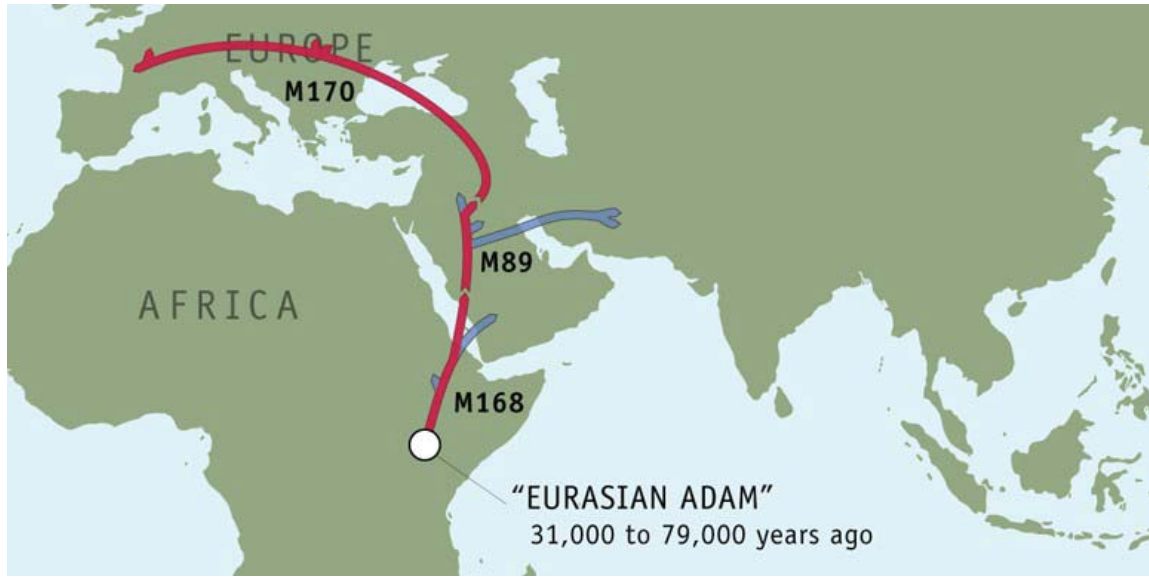 EUROPE
M170
M89
AFRICA
M168
“EURASIAN ADAM”
31,000 to 79,000 years ago